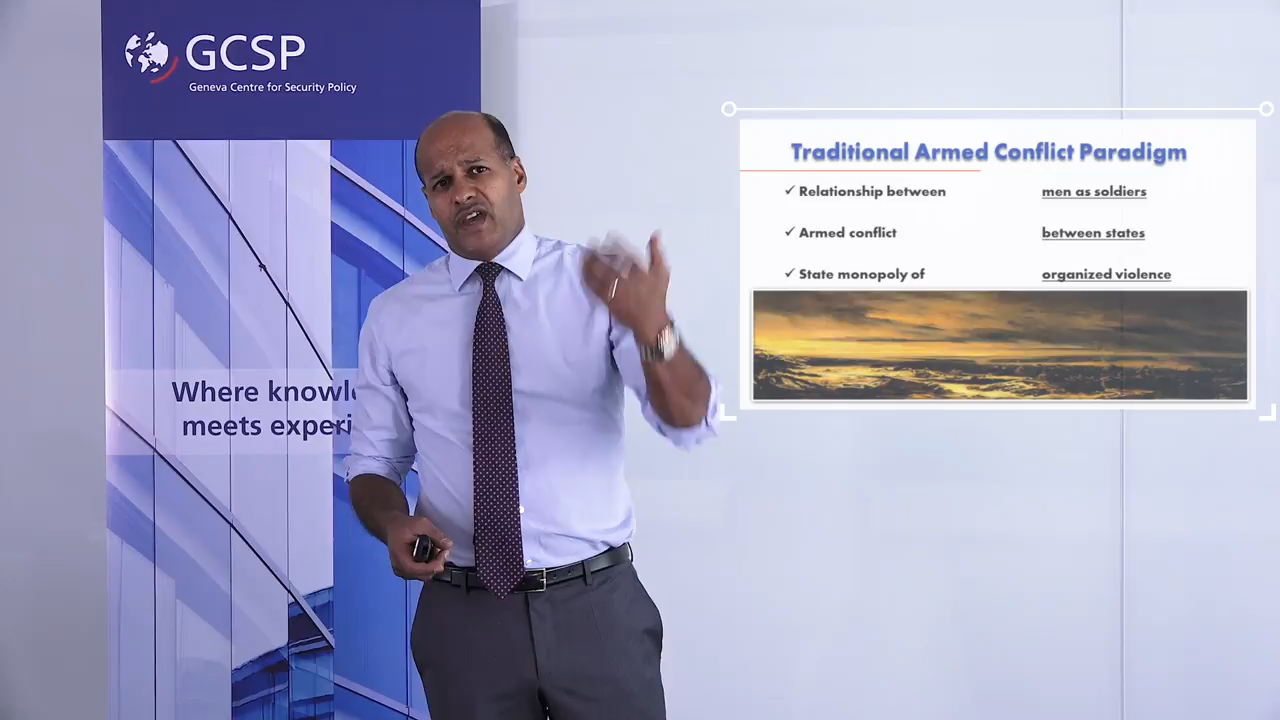 GCSP
Geneva Centre for Security Policy
Where knowl
meets experi
Traditional Armed Conflict Paradigm
✓ Relationship between men as soldiers
✓ Armed conflict between states
✓ State monopoly of organized violence